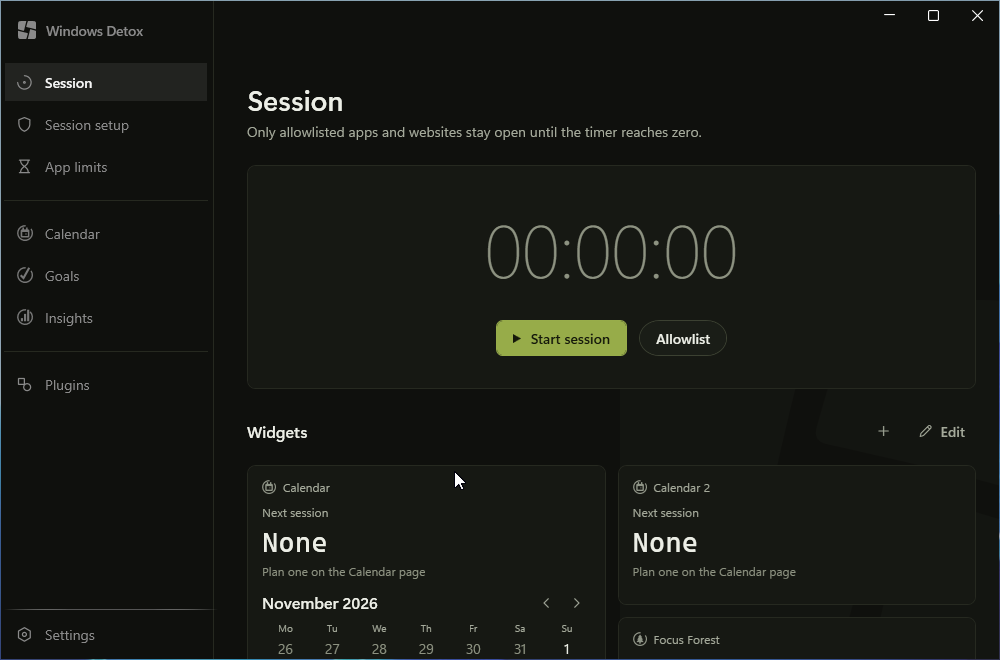 Windows Detox
Session
Session setup
App limits
Calendar
Goals
Insights
Plugins
Settings
Session
Only allowlisted apps and websites stay open until the timer reaches zero.
00:00:00
Start session
Allowlist
Widgets
Edit
Calendar
Next session
None
Plan one on the Calendar page
November 2026
Mo Tu We Th Fr Sa Su
26 27 28 29 30 31 1
Calendar 2
Next session
None
Plan one on the Calendar page
Focus Forest